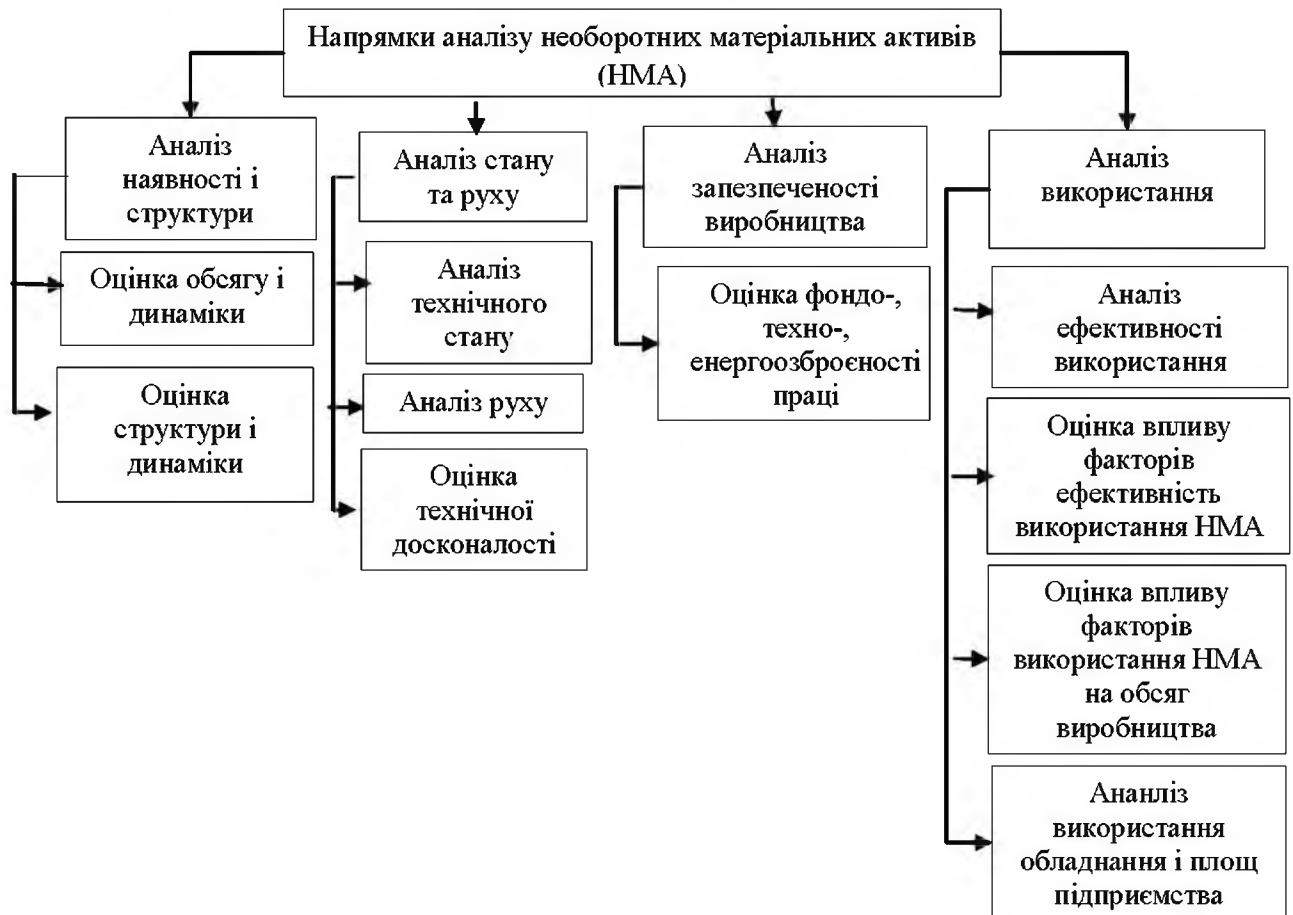 Напрямки аналізу необоротних матеріальних активів
(НМА)
Аналіз
наявності і
структури
Оцінка обсягу і
динаміки
Оцінка
структури і
динаміки
Аналіз стану
та руху
Аналіз
технічного
стану
Аналіз руху
Оцінка
технічної
досконалості
Аналіз
запезпеченості
виробництва
Оцінка фондо-,
техно-,
енергоозброєності
праці
Аналіз
використання
Аналіз
ефективності
використання
Оцінка впливу
факторів
ефективність
використання НМА
Оцінка впливу
факторів
використання НМА
на обсяг
виробництва
Ананліз
використання
обладнання і площ
підприємства